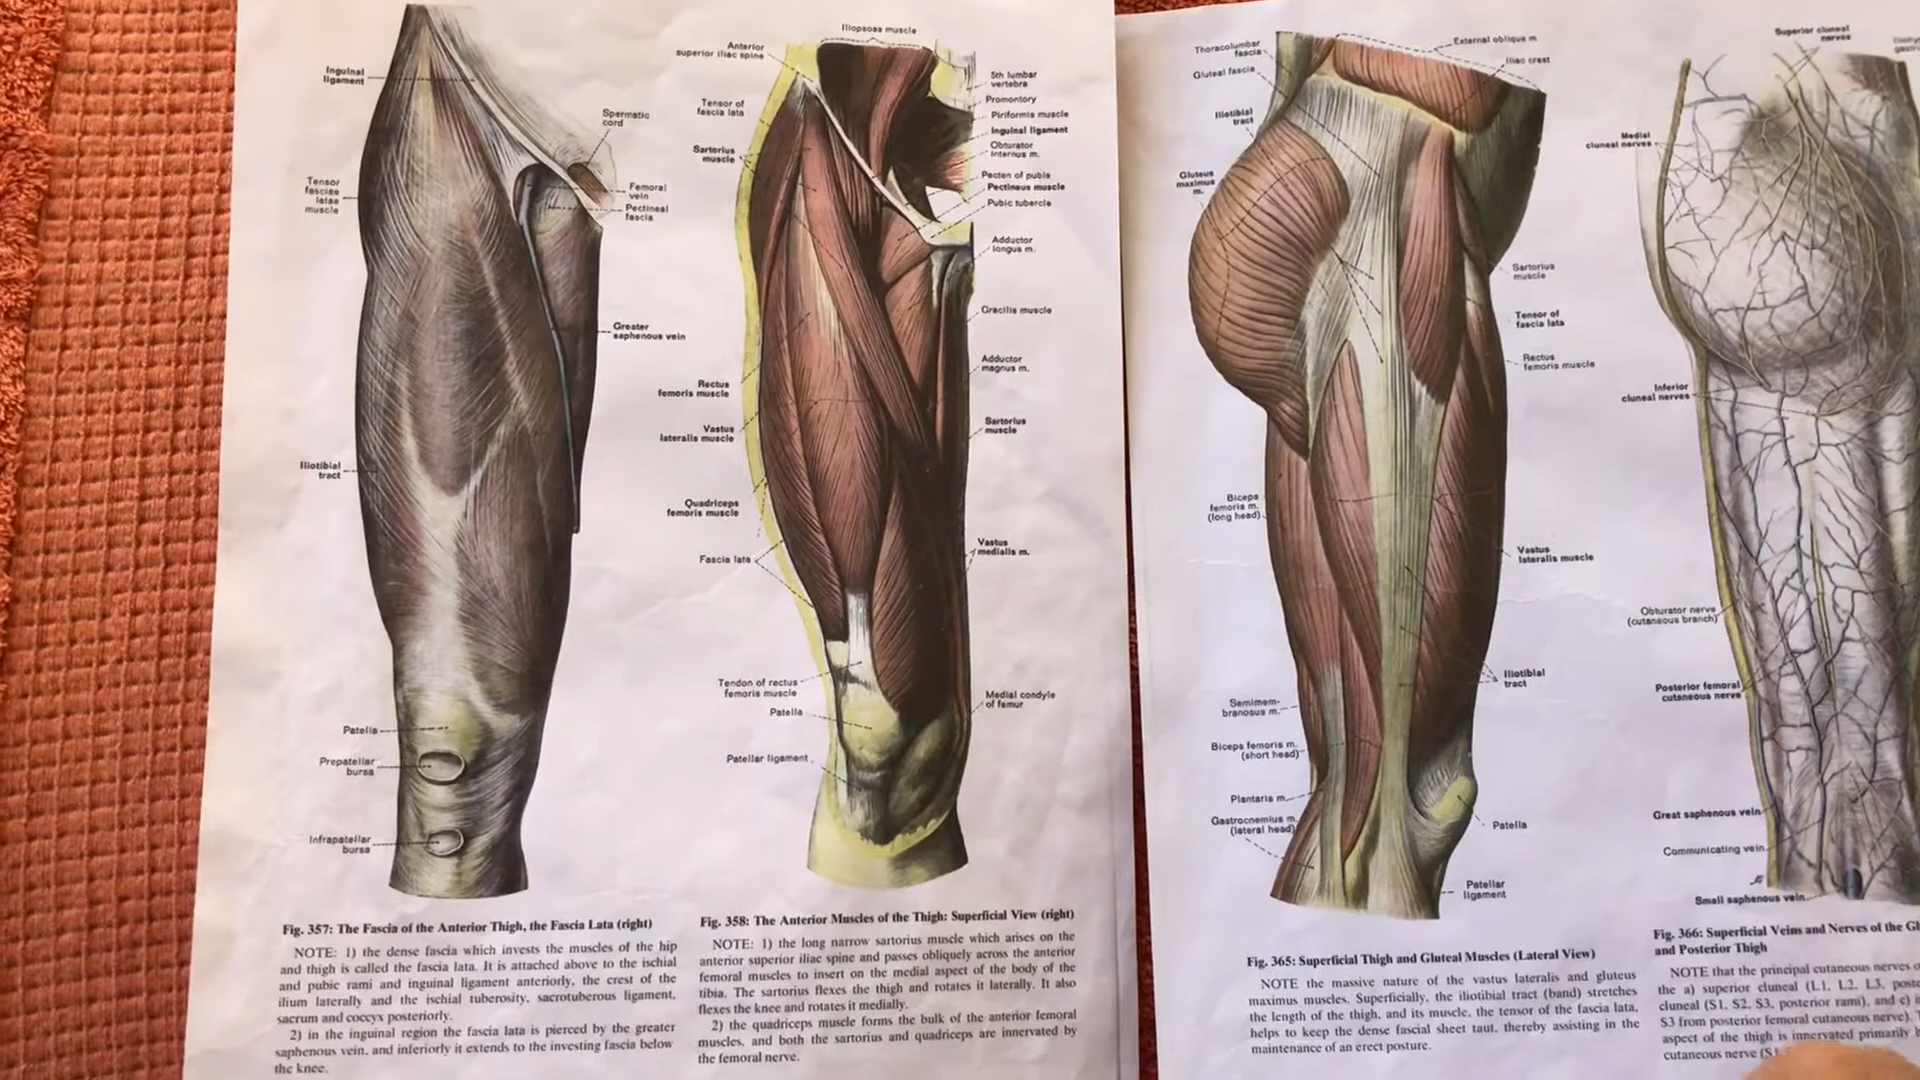 Inguinal
ligament
Spermatic
cord
Tensor
fasciae
latae
muscle
Femoral
vein
Pectineal
fascia
Greater
saphenous vein
Iliotibial
tract
Patella
Prepatellar
bursa
Infrapatellar
bursa
Fig. 357: The Fascia of the Anterior Thigh, the Fascia Lata (right)
NOTE: 1) the dense fascia which invests the muscles of the hip
and thigh is called the fascia lata. It is attached above to the ischial
and pubic rami and inguinal ligament anteriorly, the crest of the
ilium laterally and the ischial tuberosity, sacrotuberous ligament,
sacrum and coccyx posteriorly.
2) in the inguinal region the fascia lata is pierced by the greater
saphenous vein, and inferiorly it extends to the investing fascia below
the knee.
Iliopsoas muscle
Anterior
superior iliac spine
Tensor of
fascia lata
Sartorius
muscle
5th lumbar
vertebra
Promontory
Piriformis muscle
Inguinal ligament
Obturator
internus m.
Pecten of pubis
Pectineus muscle
Pubic tubercle
Adductor
longus m.
Gracilis muscle
Adductor
magnus m.
Rectus
femoris muscle
Vastus
lateralis muscle
Sartorius
muscle
Quadriceps
femoris muscle
Fascia lata
Vastus
medialis m.
Tendon of rectus
femoris muscle
Patella
Patellar ligament
Medial condyle
of femur
Fig. 358: The Anterior Muscles of the Thigh: Superficial View (right)
NOTE: 1) the long narrow sartorius muscle which arises on the
anterior superior iliac spine and passes obliquely across the anterior
femoral muscles to insert on the medial aspect of the body of the
tibia. The sartorius flexes the thigh and rotates it laterally. It also
flexes the knee and rotates it medially.
2) the quadriceps muscle forms the bulk of the anterior femoral
muscles, and both the sartorius and quadriceps are innervated by
the femoral nerve.
Thoracolumbar
fascia
Gluteal fascia
Iliotibial
tract
Gluteus
maximus
m.
External oblique m.
Iliac crest
Sartorius
muscle
Tensor of
fascia lata
Rectus
femoris muscle
Biceps
femoris m.
(long head)
Vastus
lateralis muscle
Iliotibial
tract
Semimem-
branosus m.
Biceps femoris m.
(short head)
Plantaris m.
Gastrocnemius m.
(lateral head)
Patella
Patellar
ligament
Fig. 365: Superficial Thigh and Gluteal Muscles (Lateral View)
NOTE the massive nature of the vastus lateralis and gluteus
maximus muscles. Superficially, the iliotibial tract (band) stretches
the length of the thigh, and its muscle, the tensor of the fascia lata,
helps to keep the dense fascial sheet taut, thereby assisting in the
maintenance of an erect posture.
Superior cluneal
nerves
Medial
cluneal nerves
Inferior
cluneal nerves
Obturator nerve
(cutaneous branch)
Posterior femoral
cutaneous nerve
Great saphenous vein
Communicating vein
Small saphenous vein
Fig. 366: Superficial Veins and Nerves of the
and Posterior Thigh
NOTE that the principal cutaneous nerves
the a) superior cluneal (L1, L2, L3,
cluneal (S1, S2, S3, posterior rami), and c)
S3 from posterior femoral cutaneous nerve).
aspect of the thigh is innervated primarily
cutaneous nerve